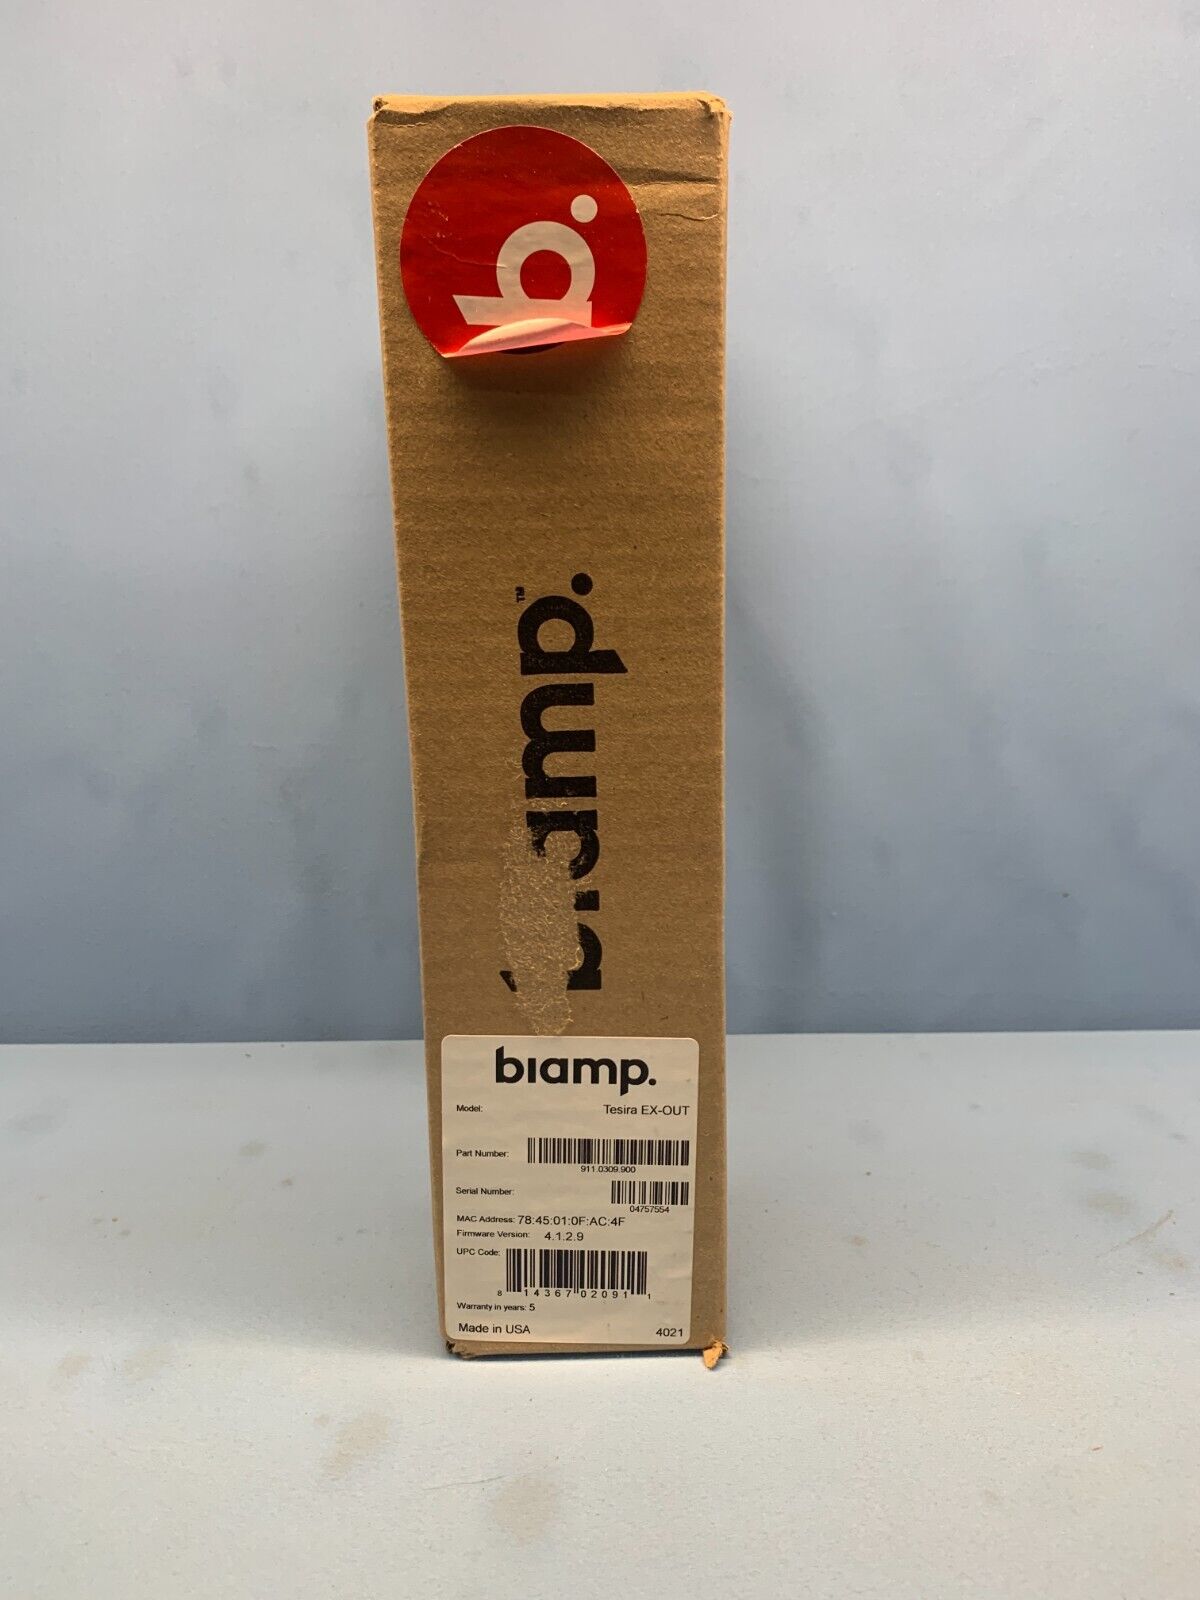 b.
biamp.™
biamp.
Model: Tesira EX-OUT
Part Number:
911.0309.900
Serial Number:
04757554
MAC Address: 78:45:01:0F:AC:4F
Firmware Version: 4.1.2.9
UPC Code:
8 14367 02091 1
Warranty in years: 5
Made in USA 4021